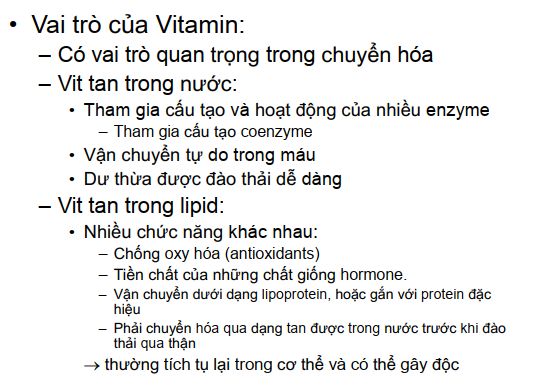 • Vai trò của Vitamin:
– Có vai trò quan trọng trong chuyển hóa
– Vit tan trong nước:
• Tham gia cấu tạo và hoạt động của nhiều enzyme
– Tham gia cấu tạo coenzyme
• Vận chuyển tự do trong máu
• Dư thừa được đào thải dễ dàng
– Vit tan trong lipid:
• Nhiều chức năng khác nhau:
– Chống oxy hóa (antioxidants)
– Tiền chất của những chất giống hormone.
– Vận chuyển dưới dạng lipoprotein, hoặc gắn với protein đặc
hiệu
– Phải chuyển hóa qua dạng tan được trong nước trước khi đào
thải qua thận
→ thường tích tụ lại trong cơ thể và có thể gây độc